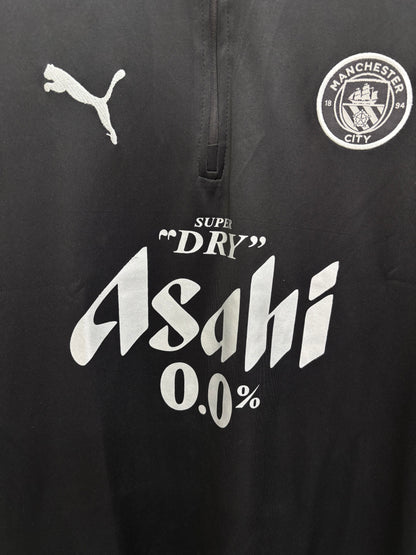 MANCHESTER
18 94
CITY
SUPER
"DRY"
Asahi
0.0%